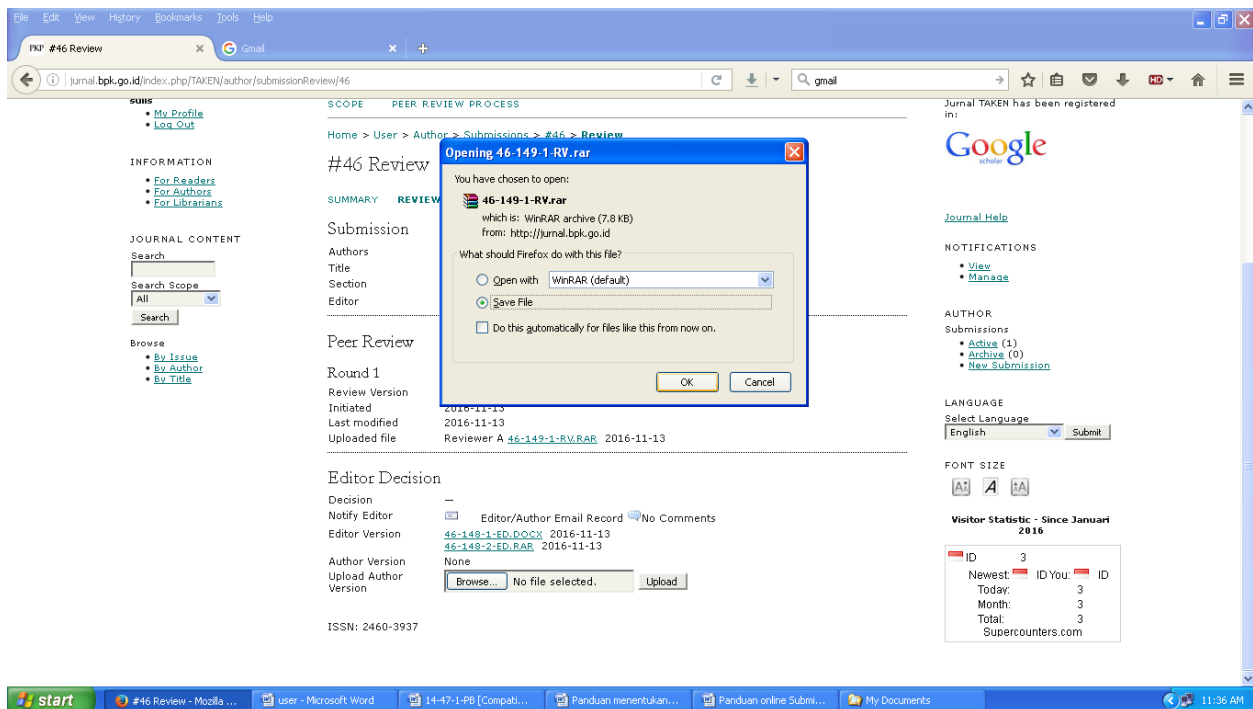 File Edit View History Bookmarks Tools Help
PKP #46 Review
Gmail
jurnal.bpk.go.id/index.php/TAKEN/author/submissionReview/46
gmail
sulis
My Profile
Log Out
INFORMATION
For Readers
For Authors
For Librarians
JOURNAL CONTENT
Search
Search Scope
All
Search
Browse
By Issue
By Author
By Title
SCOPE PEER REVIEW PROCESS
Home > User > Author > Submissions > #46 > Review
#46 Review
SUMMARY REVIEW
Submission
Authors
Title
Section
Editor
Peer Review
Round 1
Review Version
Initiated 2016-11-13
Last modified 2016-11-13
Uploaded file Reviewer A 46-149-1-RV.RAR 2016-11-13
Editor Decision
Decision —
Notify Editor Editor/Author Email Record No Comments
Editor Version 46-148-1-ED.DOCX 2016-11-13
46-148-2-ED.RAR 2016-11-13
Author Version None
Upload Author
Version
Browse... No file selected. Upload
ISSN: 2460-3937
Opening 46-149-1-RV.rar
You have chosen to open:
46-149-1-RV.rar
which is: WinRAR archive (7.8 KB)
from: http://jurnal.bpk.go.id
What should Firefox do with this file?
Open with WinRAR (default)
Save File
Do this automatically for files like this from now on.
OK Cancel
Jurnal TAKEN has been registered
in:
Google
scholar
Journal Help
NOTIFICATIONS
View
Manage
AUTHOR
Submissions
Active (1)
Archive (0)
New Submission
LANGUAGE
Select Language
English Submit
FONT SIZE
A A A
Visitor Statistic - Since Januari
2016
ID 3
Newest: ID You: ID
Today: 3
Month: 3
Total: 3
Supercounters.com
start
#46 Review - Mozilla ...
user - Microsoft Word
14-47-1-PB [Compati...
Panduan menentukan...
Panduan online Submi...
My Documents
11:36 AM